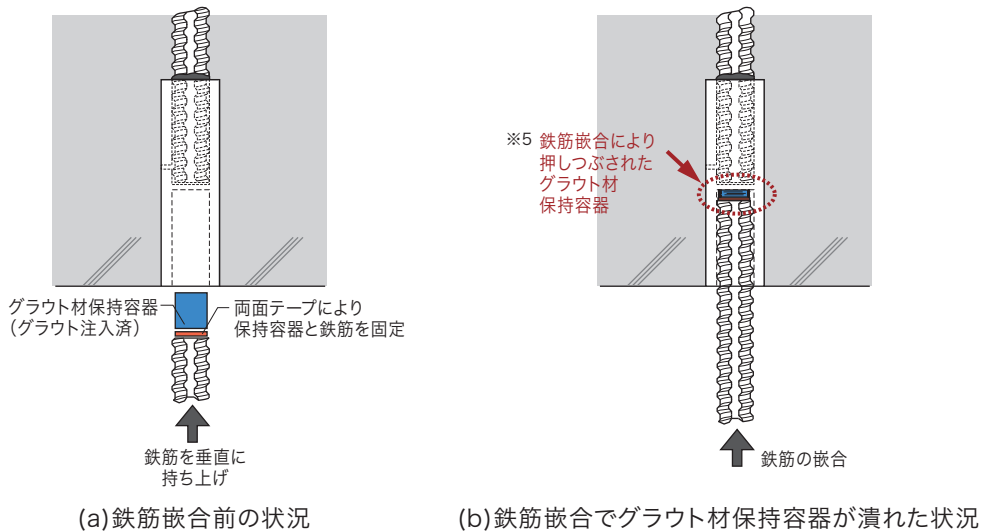 ※5 鉄筋嵌合により
押しつぶされた
グラウト材
保持容器
グラウト材保持容器
（グラウト注入済）
両面テープにより
保持容器と鉄筋を固定
鉄筋を垂直に
持ち上げ
鉄筋の嵌合
(a)鉄筋嵌合前の状況
(b)鉄筋嵌合でグラウト材保持容器が潰れた状況